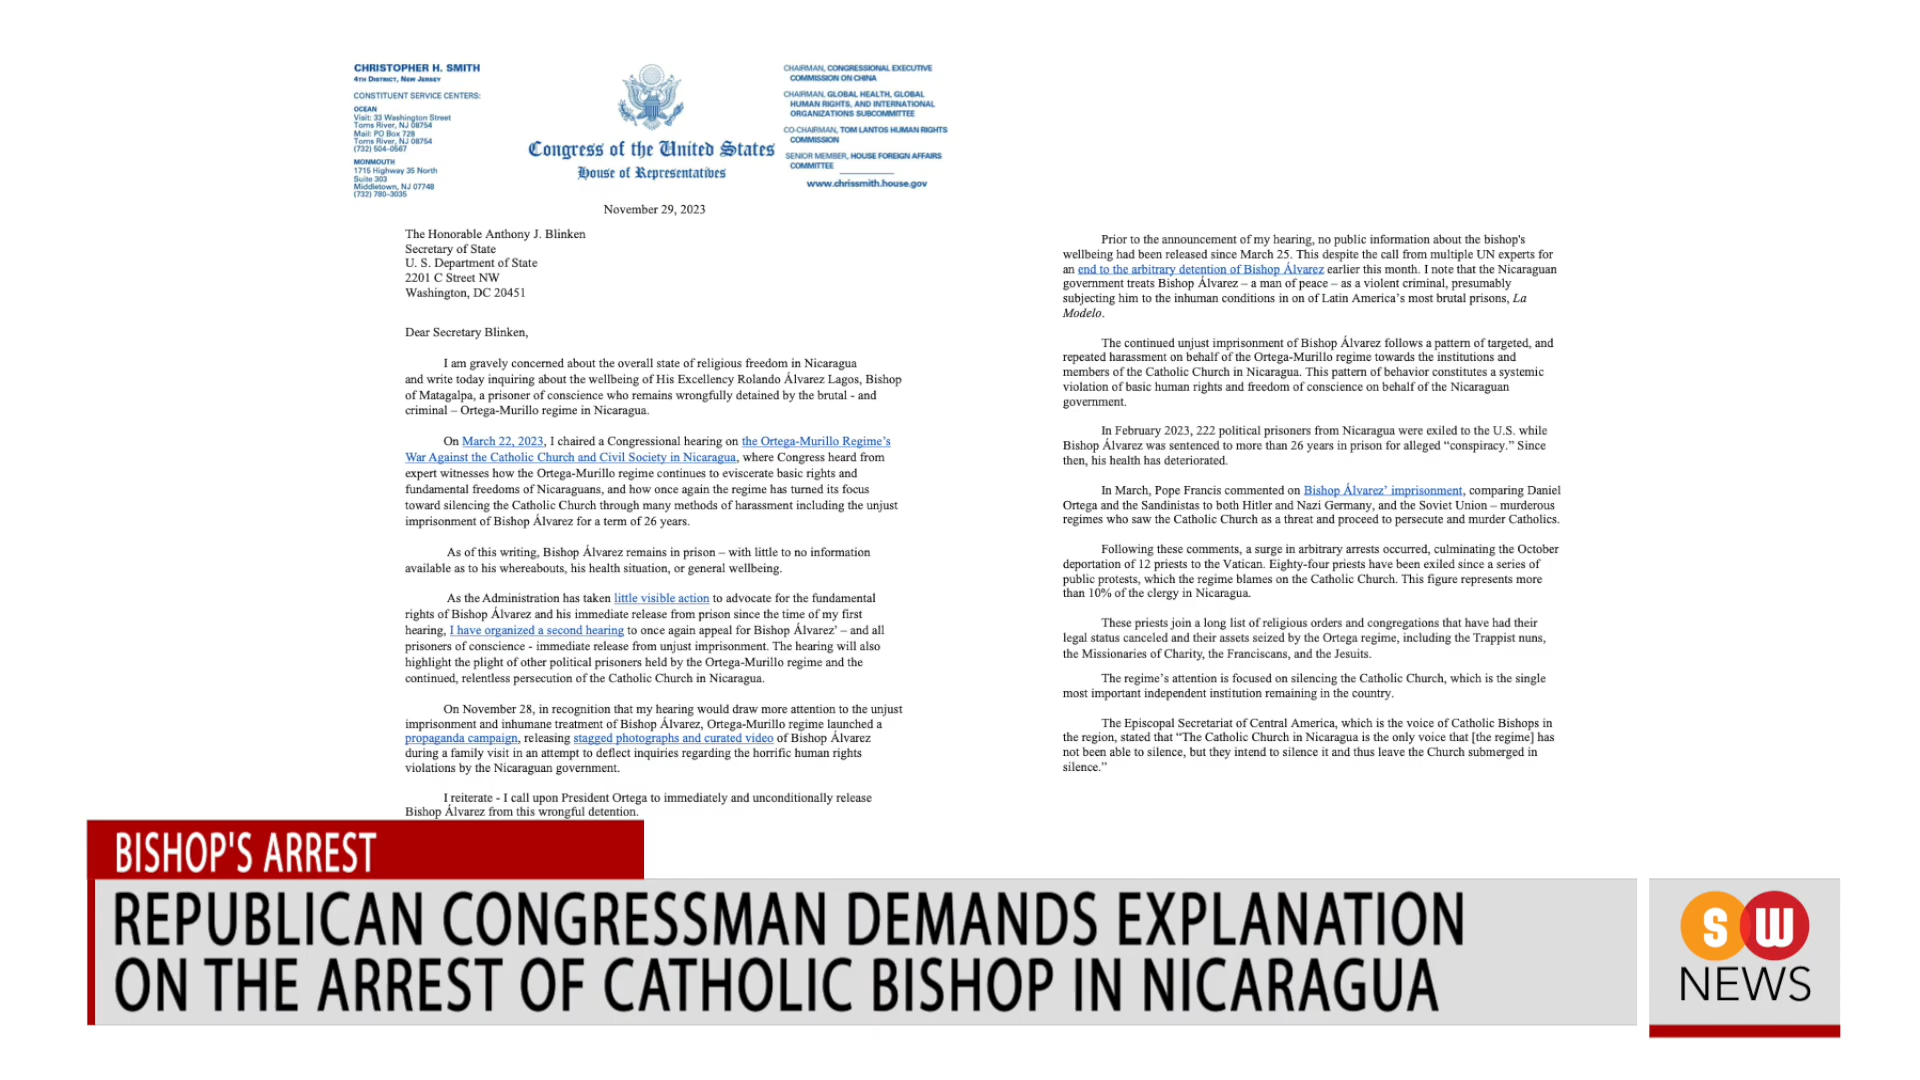 CHRISTOPHER H. SMITH
4TH DISTRICT, NEW JERSEY
CONSTITUENT SERVICE CENTERS:
OCEAN
Visit: 33 Washington Street
Toms River, NJ 08754
Mail: PO Box 728
Toms River, NJ 08754
(732) 504-0567
MONMOUTH
1715 Highway 35 North
Suite 303
Middletown, NJ 07748
(732) 780-3035
Congress of the United States
House of Representatives
CHAIRMAN, CONGRESSIONAL EXECUTIVE
COMMISSION ON CHINA
CHAIRMAN, GLOBAL HEALTH, GLOBAL
HUMAN RIGHTS, AND INTERNATIONAL
ORGANIZATIONS SUBCOMMITTEE
CO-CHAIRMAN, TOM LANTOS HUMAN RIGHTS
COMMISSION
SENIOR MEMBER, HOUSE FOREIGN AFFAIRS
COMMITTEE
www.chrissmith.house.gov
November 29, 2023
The Honorable Anthony J. Blinken
Secretary of State
U. S. Department of State
2201 C Street NW
Washington, DC 20451
Dear Secretary Blinken,
I am gravely concerned about the overall state of religious freedom in Nicaragua
and write today inquiring about the wellbeing of His Excellency Rolando Álvarez Lagos, Bishop
of Matagalpa, a prisoner of conscience who remains wrongfully detained by the brutal - and
criminal – Ortega-Murillo regime in Nicaragua.
On March 22, 2023, I chaired a Congressional hearing on the Ortega-Murillo Regime’s
War Against the Catholic Church and Civil Society in Nicaragua, where Congress heard from
expert witnesses how the Ortega-Murillo regime continues to eviscerate basic rights and
fundamental freedoms of Nicaraguans, and how once again the regime has turned its focus
toward silencing the Catholic Church through many methods of harassment including the unjust
imprisonment of Bishop Álvarez for a term of 26 years.
As of this writing, Bishop Álvarez remains in prison – with little to no information
available as to his whereabouts, his health situation, or general wellbeing.
As the Administration has taken little visible action to advocate for the fundamental
rights of Bishop Álvarez and his immediate release from prison since the time of my first
hearing, I have organized a second hearing to once again appeal for Bishop Álvarez’ – and all
prisoners of conscience - immediate release from unjust imprisonment. The hearing will also
highlight the plight of other political prisoners held by the Ortega-Murillo regime and the
continued, relentless persecution of the Catholic Church in Nicaragua.
On November 28, in recognition that my hearing would draw more attention to the unjust
imprisonment and inhumane treatment of Bishop Álvarez, Ortega-Murillo regime launched a
propaganda campaign, releasing stagged photographs and curated video of Bishop Álvarez
during a family visit in an attempt to deflect inquiries regarding the horrific human rights
violations by the Nicaraguan government.
I reiterate - I call upon President Ortega to immediately and unconditionally release
Bishop Álvarez from this wrongful detention.
Prior to the announcement of my hearing, no public information about the bishop's
wellbeing had been released since March 25. This despite the call from multiple UN experts for
an end to the arbitrary detention of Bishop Álvarez earlier this month. I note that the Nicaraguan
government treats Bishop Álvarez – a man of peace – as a violent criminal, presumably
subjecting him to the inhuman conditions in on of Latin America’s most brutal prisons, La
Modelo.
The continued unjust imprisonment of Bishop Álvarez follows a pattern of targeted, and
repeated harassment on behalf of the Ortega-Murillo regime towards the institutions and
members of the Catholic Church in Nicaragua. This pattern of behavior constitutes a systemic
violation of basic human rights and freedom of conscience on behalf of the Nicaraguan
government.
In February 2023, 222 political prisoners from Nicaragua were exiled to the U.S. while
Bishop Álvarez was sentenced to more than 26 years in prison for alleged “conspiracy.” Since
then, his health has deteriorated.
In March, Pope Francis commented on Bishop Álvarez’ imprisonment, comparing Daniel
Ortega and the Sandinistas to both Hitler and Nazi Germany, and the Soviet Union – murderous
regimes who saw the Catholic Church as a threat and proceed to persecute and murder Catholics.
Following these comments, a surge in arbitrary arrests occurred, culminating the October
deportation of 12 priests to the Vatican. Eighty-four priests have been exiled since a series of
public protests, which the regime blames on the Catholic Church. This figure represents more
than 10% of the clergy in Nicaragua.
These priests join a long list of religious orders and congregations that have had their
legal status canceled and their assets seized by the Ortega regime, including the Trappist nuns,
the Missionaries of Charity, the Franciscans, and the Jesuits.
The regime’s attention is focused on silencing the Catholic Church, which is the single
most important independent institution remaining in the country.
The Episcopal Secretariat of Central America, which is the voice of Catholic Bishops in
the region, stated that “The Catholic Church in Nicaragua is the only voice that [the regime] has
not been able to silence, but they intend to silence it and thus leave the Church submerged in
silence.”
BISHOP'S ARREST
REPUBLICAN CONGRESSMAN DEMANDS EXPLANATION
ON THE ARREST OF CATHOLIC BISHOP IN NICARAGUA
SW
NEWS